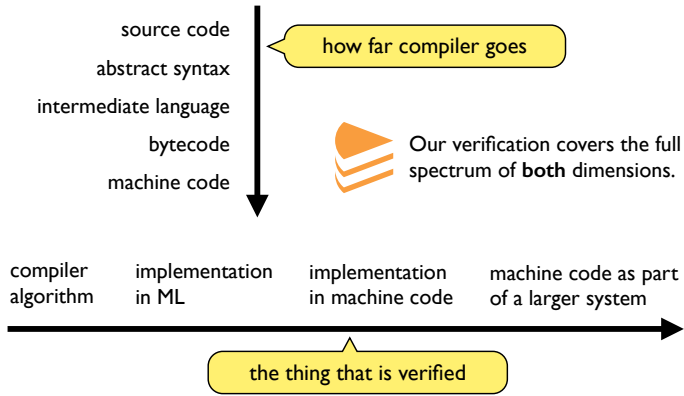 source code
how far compiler goes
abstract syntax
intermediate language
bytecode
machine code
Our verification covers the full
spectrum of both dimensions.
compiler
algorithm
implementation
in ML
implementation
in machine code
machine code as part
of a larger system
the thing that is verified